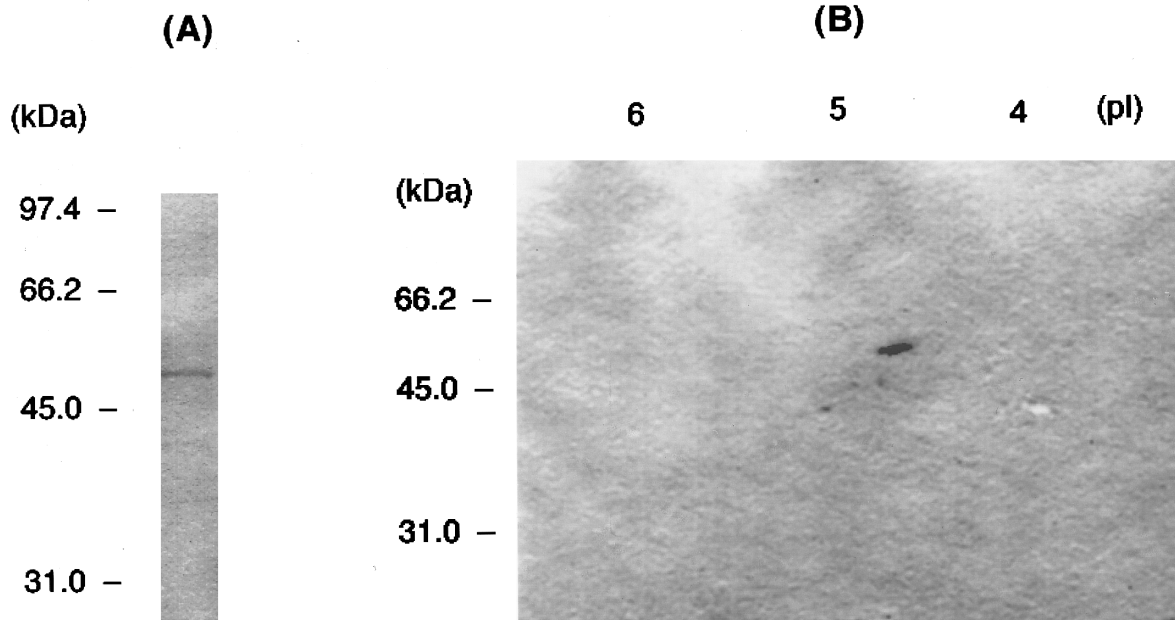 (A)
(kDa)
97.4 –
66.2 –
45.0 –
31.0 –
(B)
6 5 4 (pI)
(kDa)
66.2 –
45.0 –
31.0 –